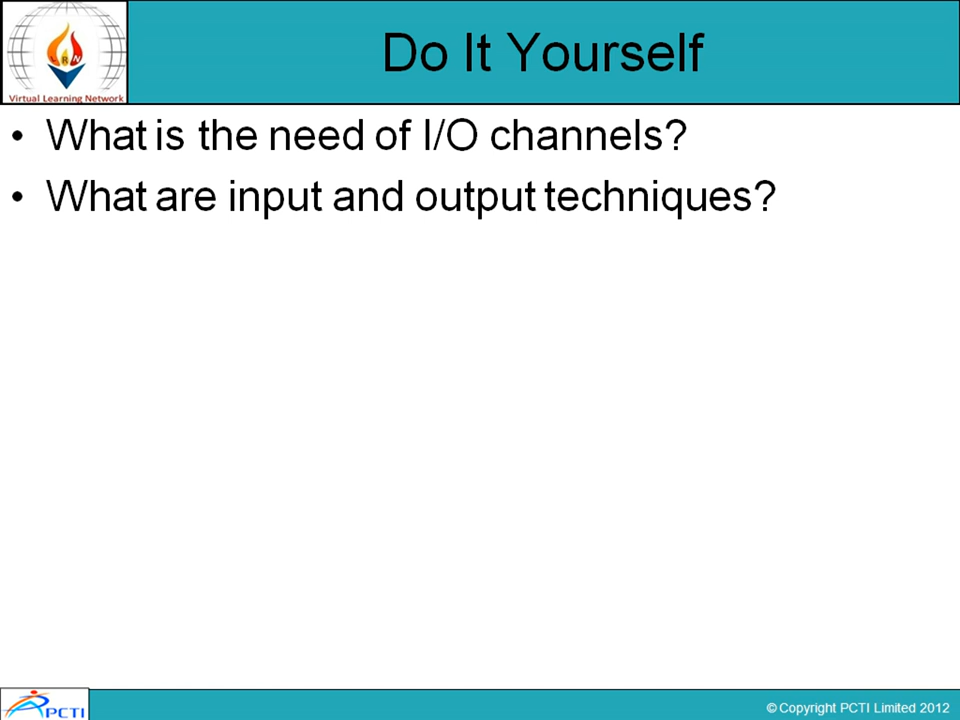 Do It Yourself
RN
Virtual Learning Network
• What is the need of I/O channels?
• What are input and output techniques?
PCTI
© Copyright PCTI Limited 2012